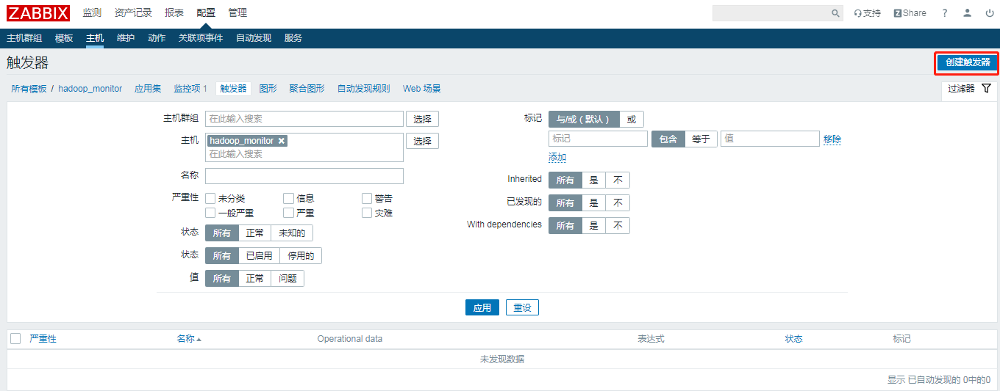 ZABBIX 监测 资产记录 报表 配置 管理 支持 Z Share ?
主机群组 模板 主机 维护 动作 关联项事件 自动发现 服务
触发器 创建触发器
所有模板 / hadoop_monitor 应用集 监控项 1 触发器 图形 聚合图形 自动发现规则 Web 场景 过滤器
主机群组 在此输入搜索 选择 标记 与/或（默认） 或
主机 hadoop_monitor ✖ 选择 标记 包含 等于 值 移除
在此输入搜索 添加
名称 Inherited 所有 是 不
严重性 未分类 信息 警告 已发现的 所有 是 不
一般严重 严重 灾难
状态 所有 正常 未知的 With dependencies 所有 是 不
状态 所有 已启用 停用的
值 所有 正常 问题
应用 重设
严重性 名称▲ Operational data 表达式 状态 标记
未发现数据
显示 已自动发现的 0中的0